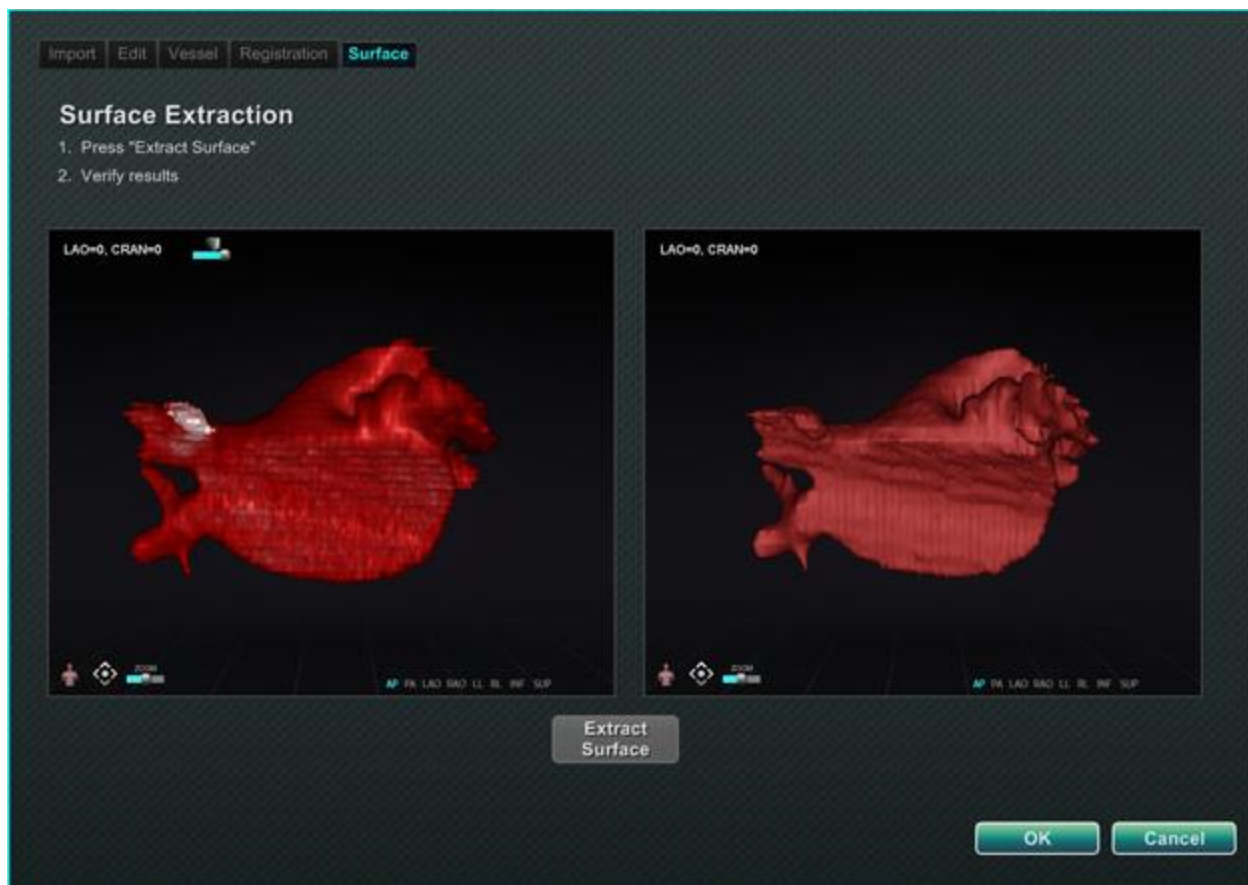 Import Edit Vessel Registration Surface
Surface Extraction
1. Press "Extract Surface"
2. Verify results
LAO=0, CRAN=0
LAO=0, CRAN=0
ZOOM
AP PA LAO RAO LL RL INF SUP
ZOOM
AP PA LAO RAO LL RL INF SUP
Extract
Surface
OK Cancel